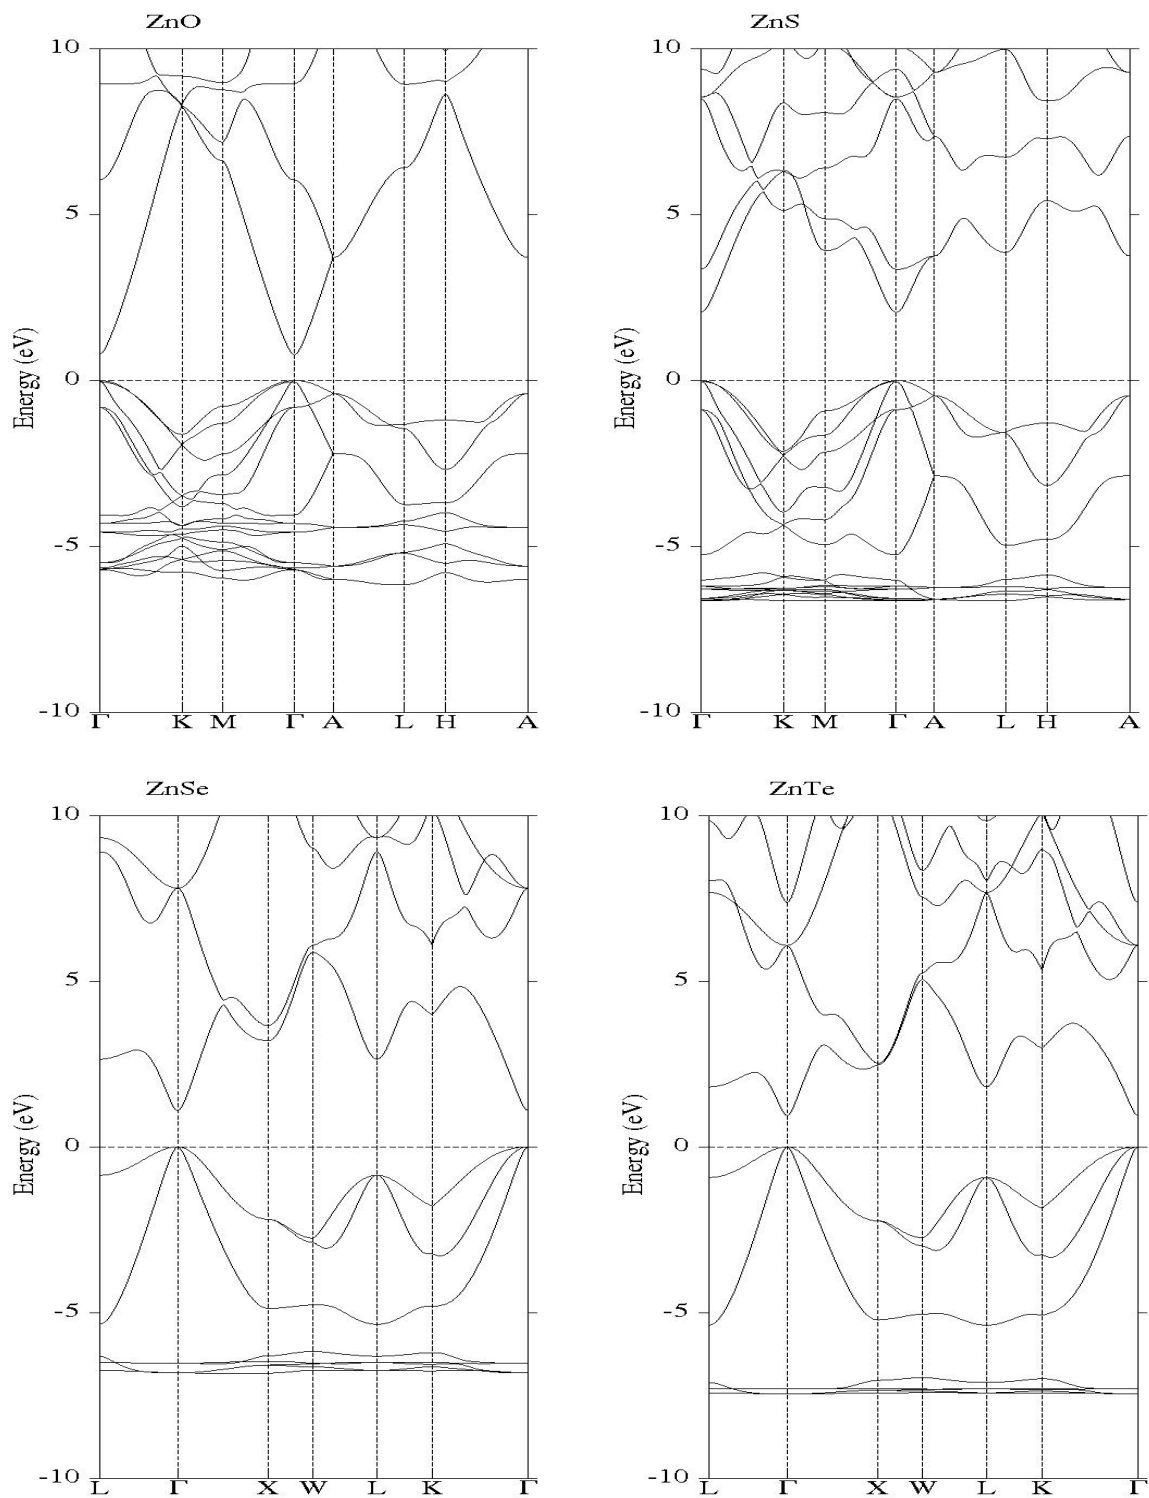 ZnO
10
5
0
-5
-10
Energy (eV)
Γ K M Γ A L H A
ZnS
10
5
0
-5
-10
Energy (eV)
Γ K M Γ A L H A
ZnSe
10
5
0
-5
-10
Energy (eV)
L Γ X W L K Γ
ZnTe
10
5
0
-5
-10
Energy (eV)
L Γ X W L K Γ